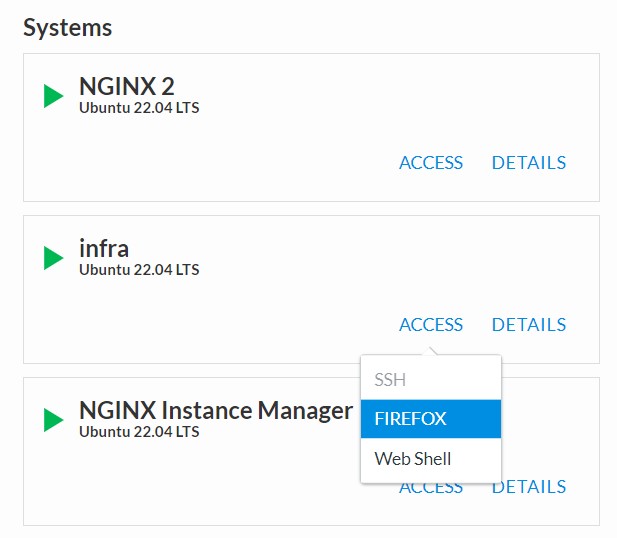 Systems
NGINX 2
Ubuntu 22.04 LTS
ACCESS DETAILS
infra
Ubuntu 22.04 LTS
ACCESS DETAILS
SSH
FIREFOX
Web Shell
NGINX Instance Manager
Ubuntu 22.04 LTS
ACCESS DETAILS